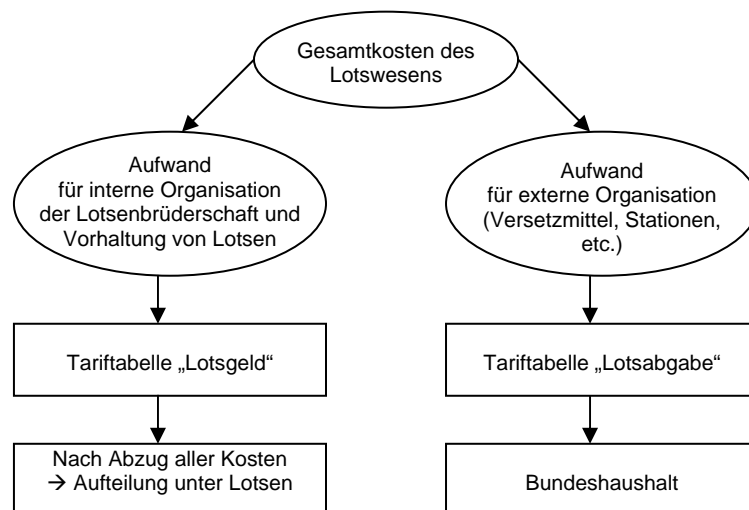 Gesamtkosten des
Lotswesens
Aufwand
für interne Organisation
der Lotsenbrüderschaft und
Vorhaltung von Lotsen
Aufwand
für externe Organisation
(Versetzmittel, Stationen,
etc.)
Tariftabelle „Lotsgeld“
Tariftabelle „Lotsabgabe“
Nach Abzug aller Kosten
→ Aufteilung unter Lotsen
Bundeshaushalt